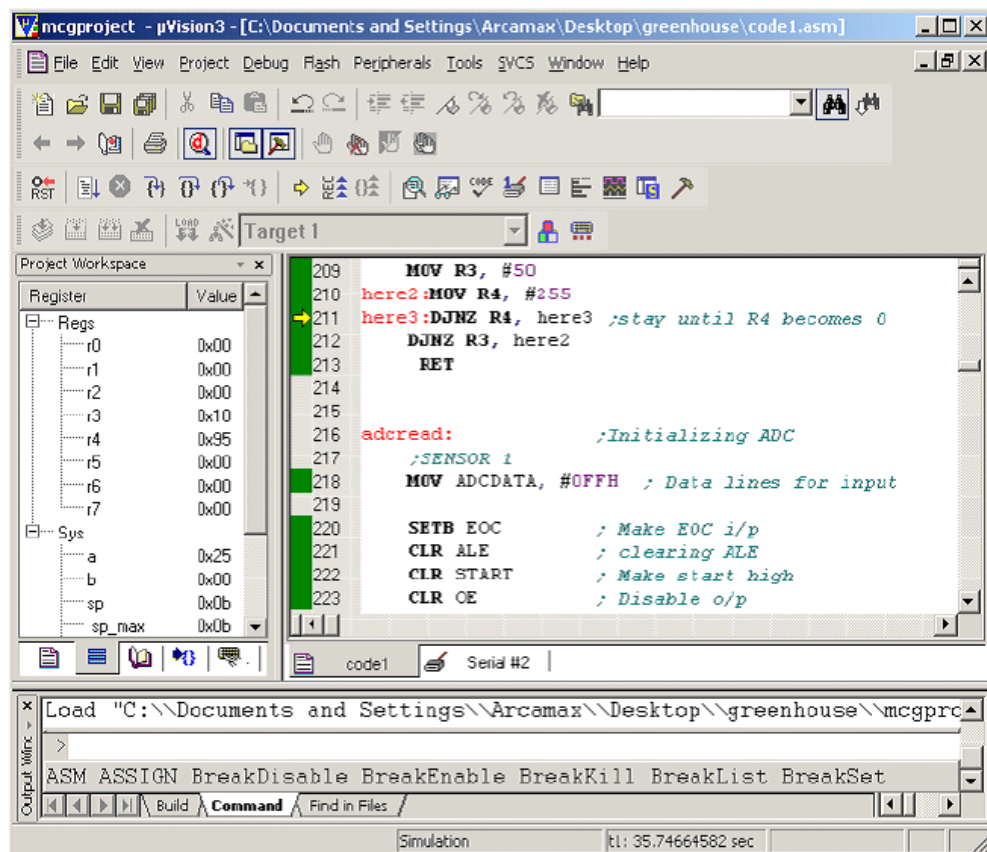 mcgproject - µVision3 - [C:\Documents and Settings\Arcamax\Desktop\greenhouse\code1.asm]
File Edit View Project Debug Flash Peripherals Tools SVCS Window Help
Target 1
Project Workspace
Register Value
Regs
r0 0x00
r1 0x00
r2 0x00
r3 0x10
r4 0x95
r5 0x00
r6 0x00
r7 0x00
Sys
a 0x25
b 0x00
sp 0x0b
sp_max 0x0b
209 MOV R3, #50
210 here2:MOV R4, #255
211 here3:DJNZ R4, here3 ;stay until R4 becomes 0
212 DJNZ R3, here2
213 RET
214
215
216 adcread: ;Initializing ADC
217 ;SENSOR 1
218 MOV ADCDATA, #0FFH ; Data lines for input
219
220 SETB EOC ; Make EOC i/p
221 CLR ALE ; clearing ALE
222 CLR START ; Make start high
223 CLR OE ; Disable o/p
code1 Serial #2
Load "C:\\Documents and Settings\\Arcamax\\Desktop\\greenhouse\\mcgprc
>
ASM ASSIGN BreakDisable BreakEnable BreakKill BreakList BreakSet
Build Command Find in Files
Output Winc
Simulation t1: 35.74664582 sec